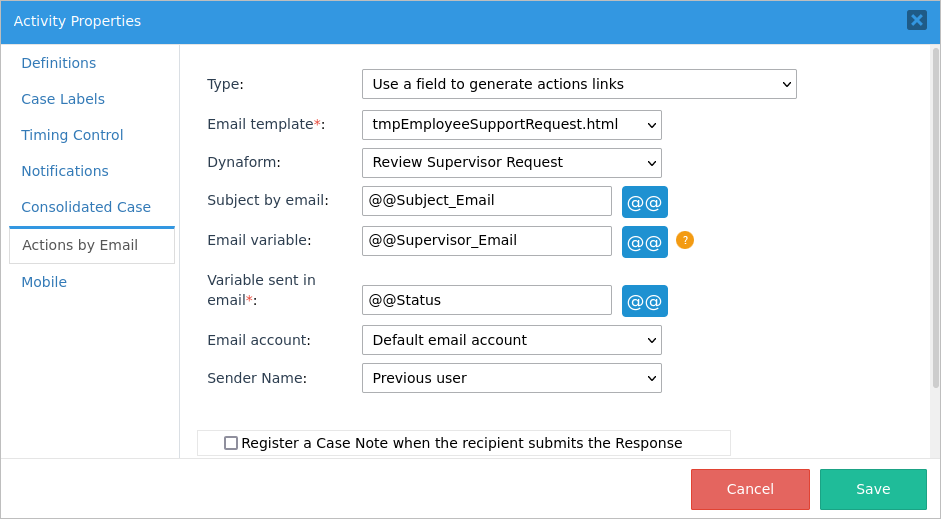 Activity Properties
Definitions
Case Labels
Timing Control
Notifications
Consolidated Case
Actions by Email
Mobile
Type: Use a field to generate actions links
Email template*: tmpEmployeeSupportRequest.html
Dynaform: Review Supervisor Request
Subject by email: @@Subject_Email @@
Email variable: @@Supervisor_Email @@ ?
Variable sent in
email*: @@Status @@
Email account: Default email account
Sender Name: Previous user
Register a Case Note when the recipient submits the Response
Cancel Save